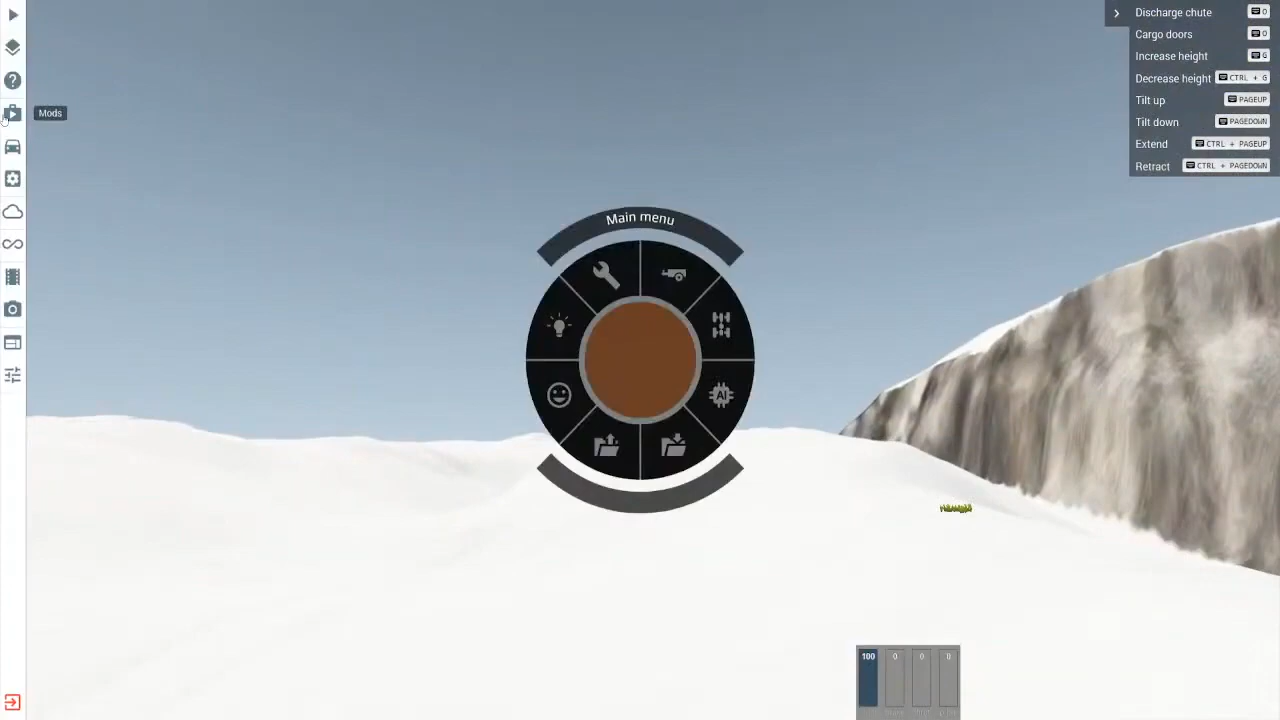 Discharge chute O
Cargo doors O
Increase height G
Decrease height CTRL + G
Tilt up PAGEUP
Tilt down PAGEDOWN
Extend CTRL + PAGEUP
Retract CTRL + PAGEDOWN
Mods
Main menu
AI
100 0 0 0